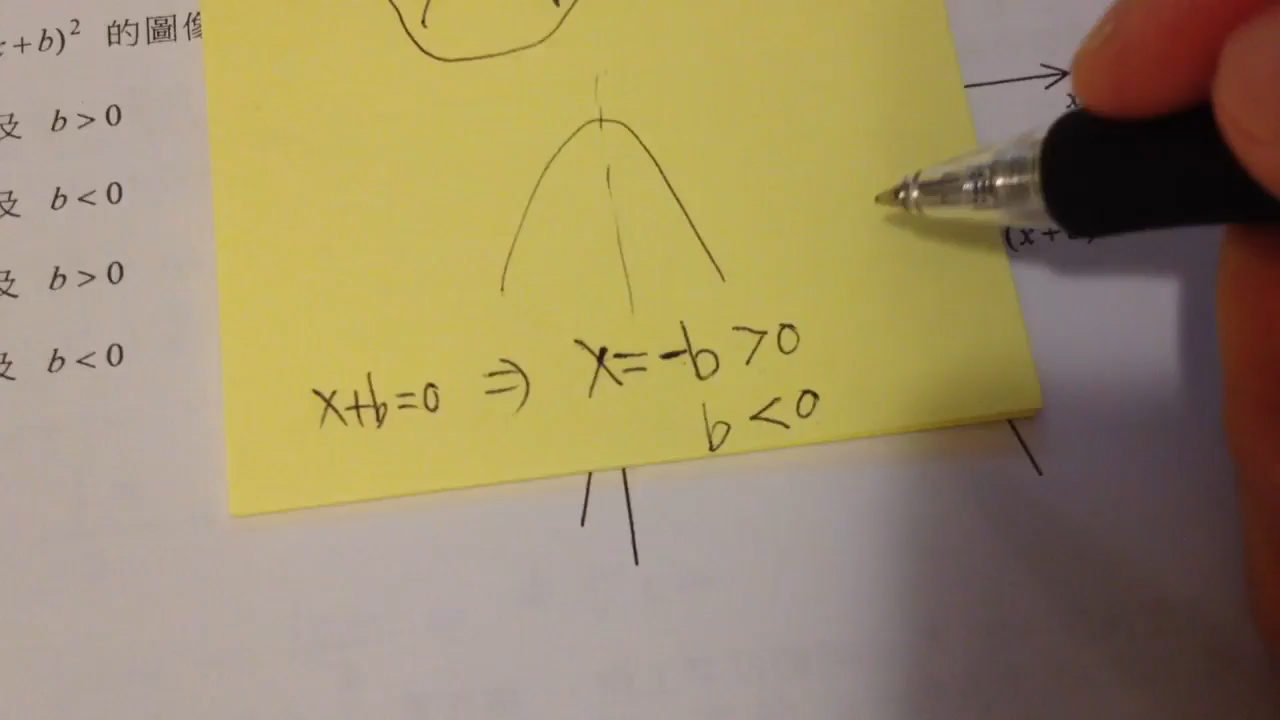 x+b)² 的圖像
及 b > 0
及 b < 0
及 b > 0
及 b < 0
x
(x+
x+b=0 ⇒ x=-b >0
b <0